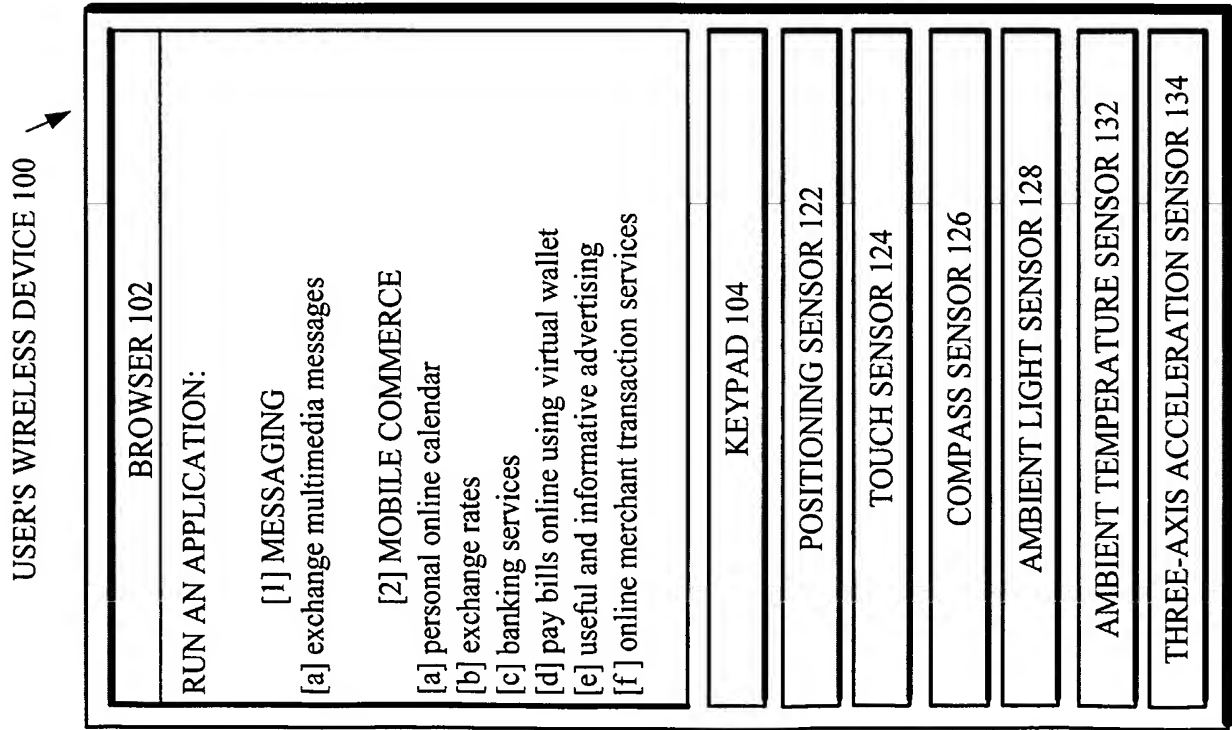 USER'S WIRELESS DEVICE 100
BROWSER 102
RUN AN APPLICATION:
[1] MESSAGING
[a] exchange multimedia messages
[2] MOBILE COMMERCE
[a] personal online calendar
[b] exchange rates
[c] banking services
[d] pay bills online using virtual wallet
[e] useful and informative advertising
[f ] online merchant transaction services
KEYPAD 104
POSITIONING SENSOR 122
TOUCH SENSOR 124
COMPASS SENSOR 126
AMBIENT LIGHT SENSOR 128
AMBIENT TEMPERATURE SENSOR 132
THREE-AXIS ACCELERATION SENSOR 134